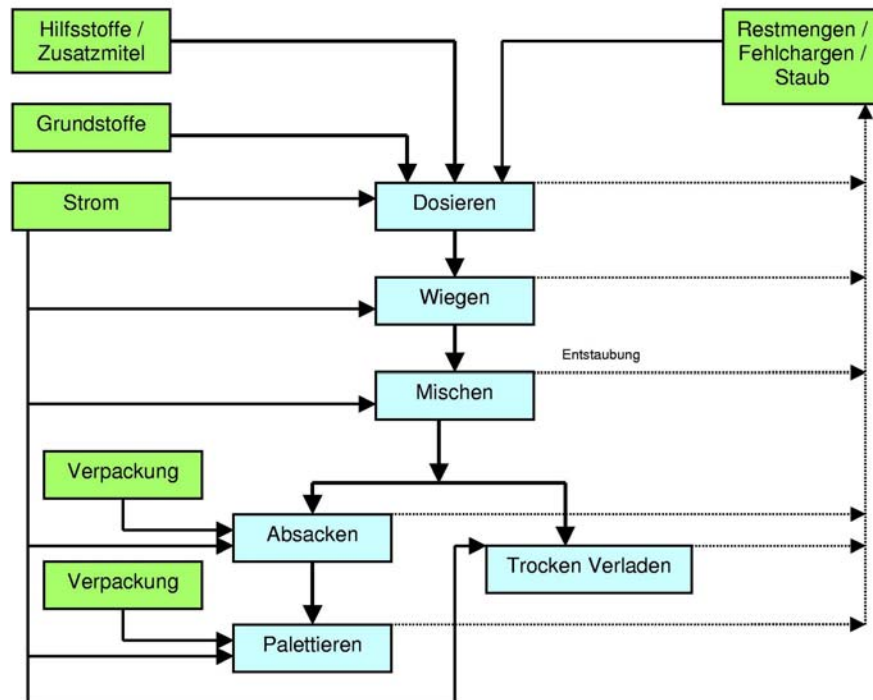 Hilfsstoffe /
Zusatzmitel
Restmengen /
Fehlchargen /
Staub
Grundstoffe
Strom
Dosieren
Wiegen
Entstaubung
Mischen
Verpackung
Absacken
Trocken Verladen
Verpackung
Palettieren